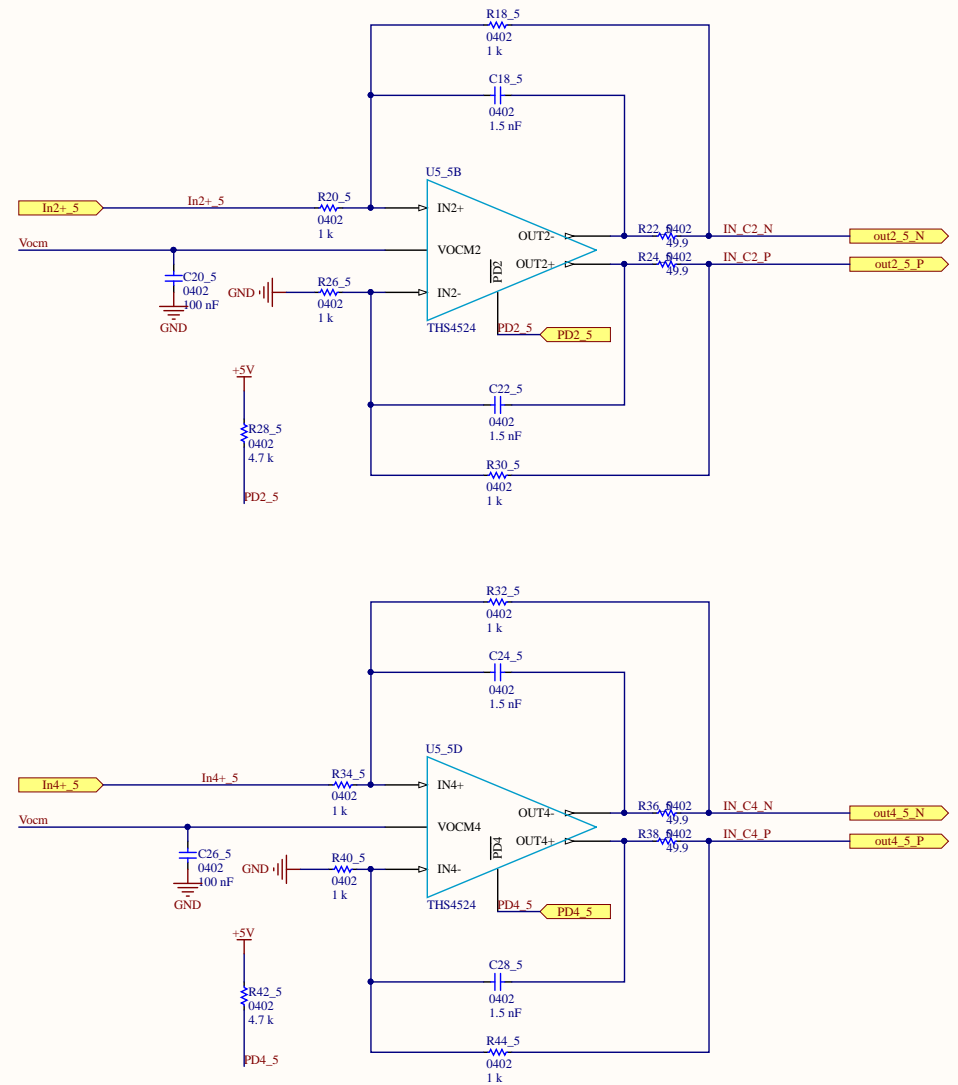 R18_5
0402
1 k
C18_5
0402
1.5 nF
U5_5B
In2+_5
In2+_5
R20_5
0402
1 k
IN2+
OUT2-
R22_5
0402
49.9
IN_C2_N
out2_5_N
Vocm
VOCM2
OUT2+
R24_5
0402
49.9
IN_C2_P
out2_5_P
PD2
C20_5
0402
100 nF
GND
GND
R26_5
0402
1 k
IN2-
THS4524
PD2_5
PD2_5
+5V
R28_5
0402
4.7 k
PD2_5
C22_5
0402
1.5 nF
R30_5
0402
1 k
R32_5
0402
1 k
C24_5
0402
1.5 nF
U5_5D
In4+_5
In4+_5
R34_5
0402
1 k
IN4+
OUT4-
R36_5
0402
49.9
IN_C4_N
out4_5_N
Vocm
VOCM4
OUT4+
R38_5
0402
49.9
IN_C4_P
out4_5_P
PD4
C26_5
0402
100 nF
GND
GND
R40_5
0402
1 k
IN4-
THS4524
PD4_5
PD4_5
+5V
R42_5
0402
4.7 k
PD4_5
C28_5
0402
1.5 nF
R44_5
0402
1 k